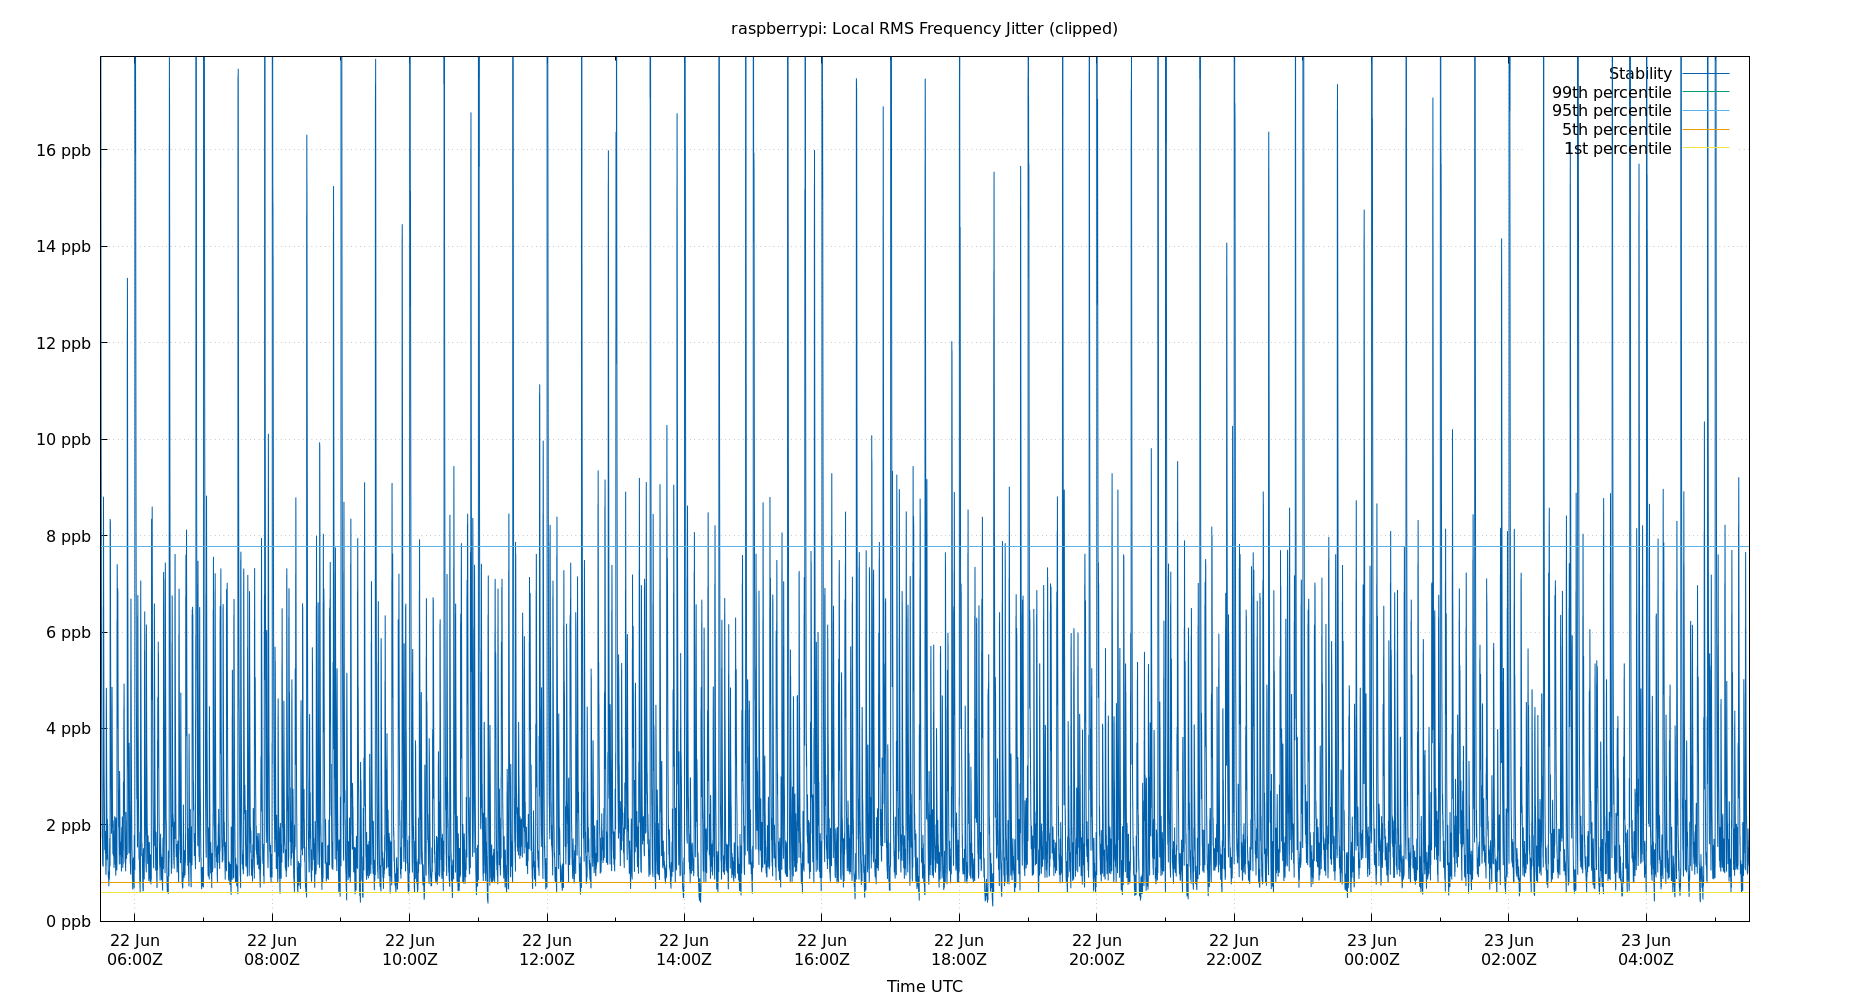 raspberrypi: Local RMS Frequency Jitter (clipped)
Stability
99th percentile
95th percentile
5th percentile
1st percentile
16 ppb
14 ppb
12 ppb
10 ppb
8 ppb
6 ppb
4 ppb
2 ppb
0 ppb
22 Jun 22 Jun 22 Jun 22 Jun 22 Jun 22 Jun 22 Jun 22 Jun 22 Jun 23 Jun 23 Jun 23 Jun
06:00Z 08:00Z 10:00Z 12:00Z 14:00Z 16:00Z 18:00Z 20:00Z 22:00Z 00:00Z 02:00Z 04:00Z
Time UTC